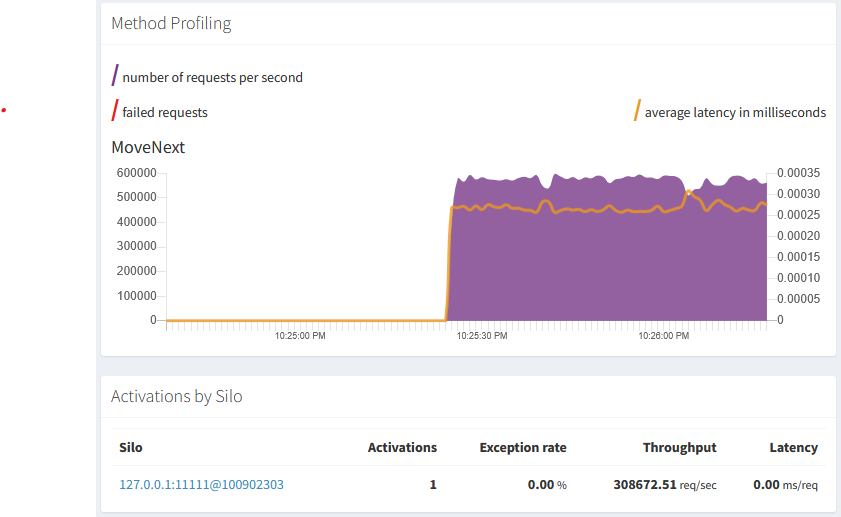 Method Profiling
number of requests per second
failed requests
average latency in milliseconds
MoveNext
600000
500000
400000
300000
200000
100000
0
0.00035
0.00030
0.00025
0.00020
0.00015
0.00010
0.00005
0
10:25:00 PM
10:25:30 PM
10:26:00 PM
Activations by Silo
Silo Activations Exception rate Throughput Latency
127.0.0.1:11111@100902303 1 0.00 % 308672.51 req/sec 0.00 ms/req